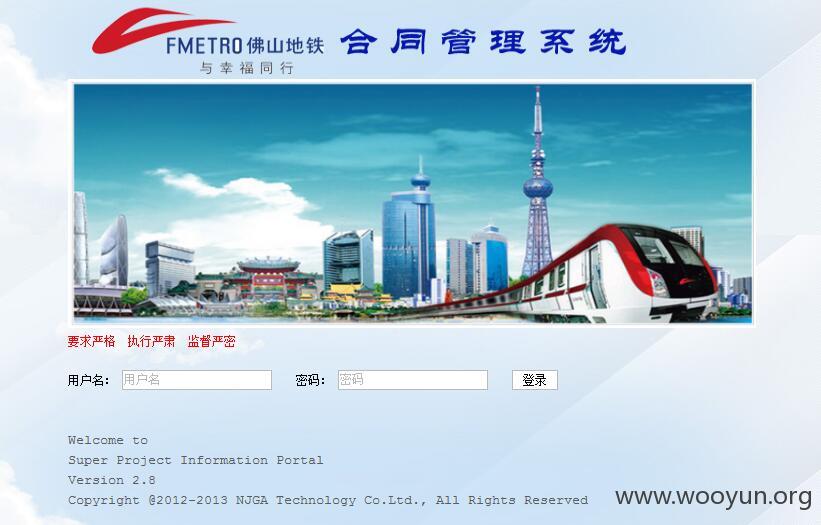 FMETRO佛山地铁 合同管理系统
与幸福同行
要求严格 执行严肃 监督严密
用户名: 用户名 密码: 密码 登录
Welcome to
Super Project Information Portal
Version 2.8
Copyright @2012-2013 NJGA Technology Co.Ltd., All Rights Reserved
www.wooyun.org